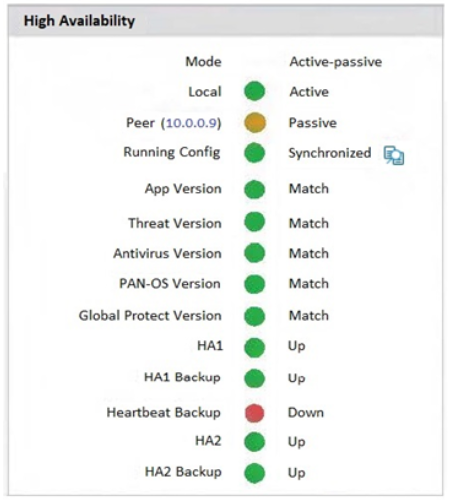 High Availability
Mode Active-passive
Local Active
Peer (10.0.0.9) Passive
Running Config Synchronized
App Version Match
Threat Version Match
Antivirus Version Match
PAN-OS Version Match
Global Protect Version Match
HA1 Up
HA1 Backup Up
Heartbeat Backup Down
HA2 Up
HA2 Backup Up